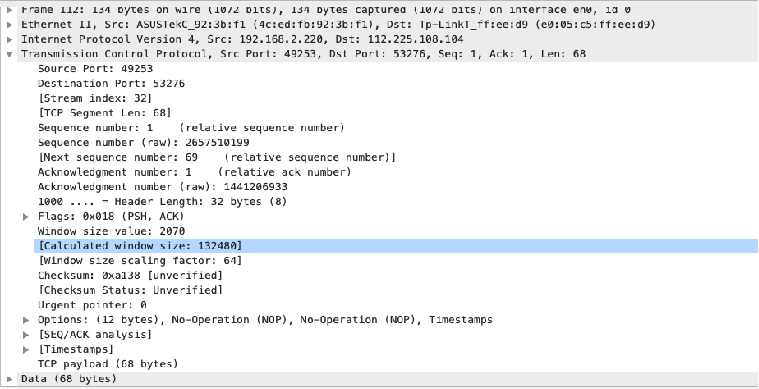 Frame 112: 134 bytes on wire (1072 bits), 134 bytes captured (1072 bits) on interface en0, id 0
Ethernet II, Src: ASUSTekC_92:3b:f1 (4c:ed:fb:92:3b:f1), Dst: Tp-LinkT_ff:ee:d9 (e0:05:c5:ff:ee:d9)
Internet Protocol Version 4, Src: 192.168.2.220, Dst: 112.225.108.104
Transmission Control Protocol, Src Port: 49253, Dst Port: 53276, Seq: 1, Ack: 1, Len: 68
Source Port: 49253
Destination Port: 53276
[Stream index: 32]
[TCP Segment Len: 68]
Sequence number: 1    (relative sequence number)
Sequence number (raw): 2657510199
[Next sequence number: 69    (relative sequence number)]
Acknowledgment number: 1    (relative ack number)
Acknowledgment number (raw): 1441206933
1000 .... = Header Length: 32 bytes (8)
Flags: 0x018 (PSH, ACK)
Window size value: 2070
[Calculated window size: 132480]
[Window size scaling factor: 64]
Checksum: 0xa138 [unverified]
[Checksum Status: Unverified]
Urgent pointer: 0
Options: (12 bytes), No-Operation (NOP), No-Operation (NOP), Timestamps
[SEQ/ACK analysis]
[Timestamps]
TCP payload (68 bytes)
Data (68 bytes)